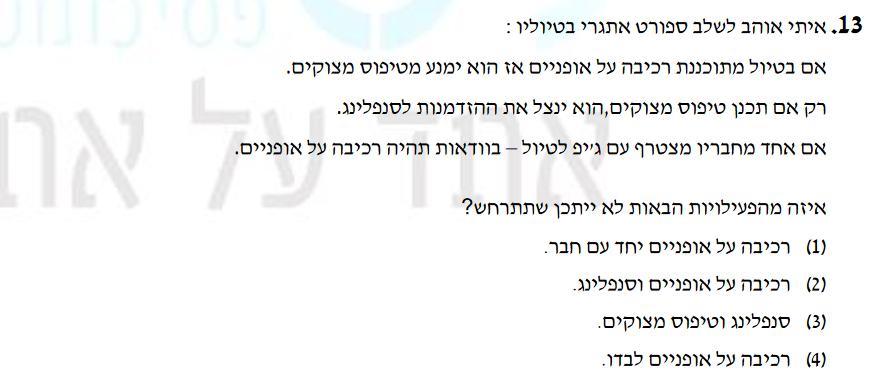 13. איתי אוהב לשלב ספורט אתגרי בטיוליו :
אם בטיול מתוכננת רכיבה על אופניים אז הוא ימנע מטיפוס מצוקים.
רק אם תכנן טיפוס מצוקים,הוא ינצל את ההזדמנות לסנפלינג.
אם אחד מחבריו מצטרף עם ג׳יפ לטיול – בוודאות תהיה רכיבה על אופניים.
איזה מהפעילויות הבאות לא ייתכן שתתרחש?
(1) רכיבה על אופניים יחד עם חבר.
(2) רכיבה על אופניים וסנפלינג.
(3) סנפלינג וטיפוס מצוקים.
(4) רכיבה על אופניים לבדו.